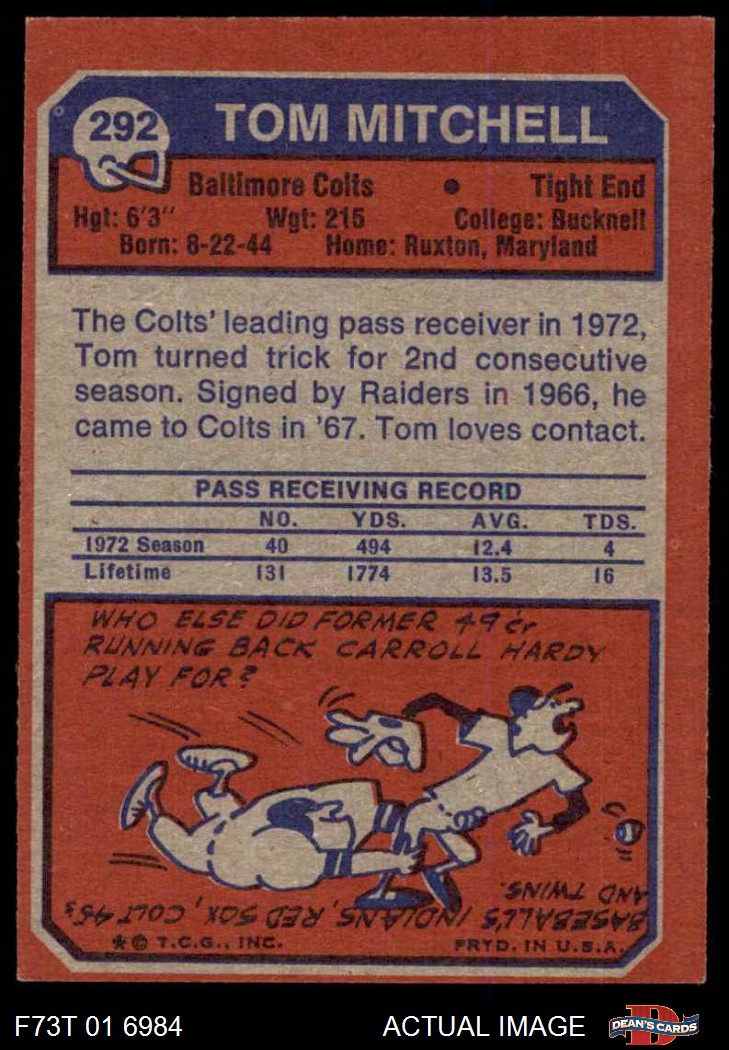 292
TOM MITCHELL
Baltimore Colts • Tight End
Hgt: 6'3" Wgt: 215 College: Bucknell
Born: 8-22-44 Home: Ruxton, Maryland
The Colts' leading pass receiver in 1972,
Tom turned trick for 2nd consecutive
season. Signed by Raiders in 1966, he
came to Colts in '67. Tom loves contact.
PASS RECEIVING RECORD
NO. YDS. AVG. TDS.
1972 Season 40 494 12.4 4
Lifetime 131 1774 13.5 16
WHO ELSE DID FORMER 49'ER
RUNNING BACK CARROLL HARDY
PLAY FOR?
BASEBALL'S INDIANS, RED SOX, COLT 45s
AND TWINS.
* © T.C.G., INC. PRTD. IN U.S.A.
F73T 01 6984 ACTUAL IMAGE
D
DEAN'S CARDS